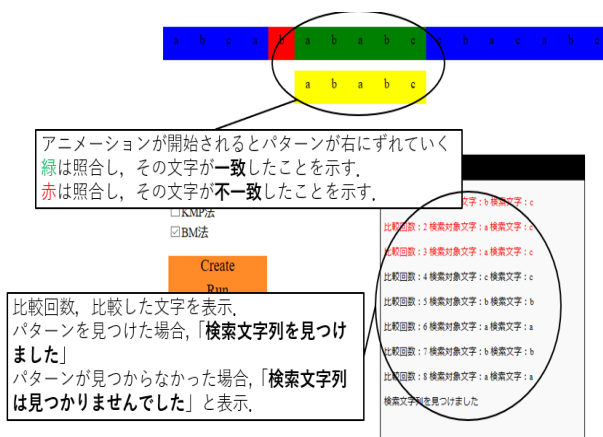 a b c a b a b a b c c b a c a b c
a b a b c
アニメーションが開始されるとパターンが右にずれていく
緑は照合し，その文字が一致したことを示す．
赤は照合し，その文字が不一致したことを示す．
文字：b 検索文字：c
□KMP法
比較回数：2 検索対象文字：a 検索文字：c
☑BM法
比較回数：3 検索対象文字：a 検索文字：c
Create
比較回数：4 検索対象文字：c 検索文字：c
Run
比較回数，比較した文字を表示．
パターンを見つけた場合，「検索文字列を見つけ
ました」
パターンが見つからなかった場合，「検索文字列
は見つかりませんでした」と表示．
比較回数：5 検索対象文字：b 検索文字：b
比較回数：6 検索対象文字：a 検索文字：a
比較回数：7 検索対象文字：b 検索文字：b
比較回数：8 検索対象文字：a 検索文字：a
検索文字列を見つけました